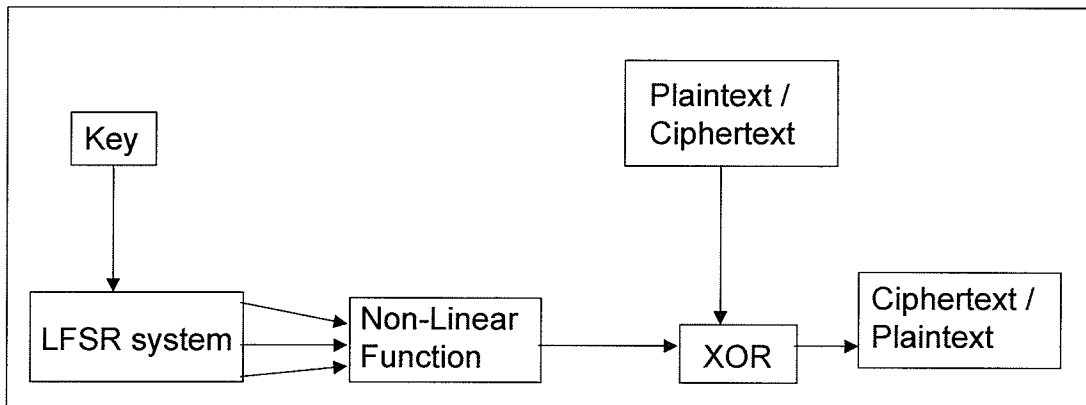 Plaintext /
Ciphertext
Key
LFSR system
Non-Linear
Function
XOR
Ciphertext /
Plaintext